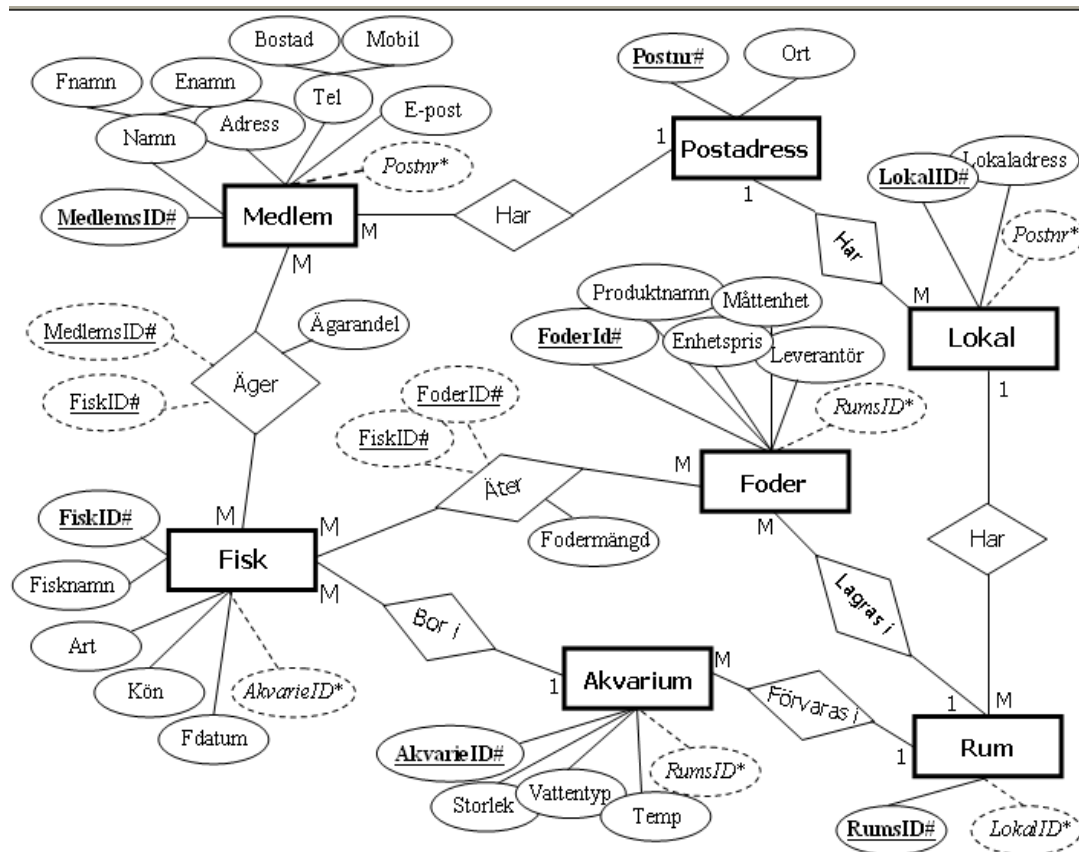 Bostad
Mobil
Fnamn
Enamn
Tel
Namn
Adress
E-post
Postnr*
MedlemsID#
Medlem
M
Har
1
Postnr#
Ort
Postadress
1
Har
M
LokalID#
Lokaladress
Postnr*
Lokal
1
M
MedlemsID#
Ägarandel
FiskID#
Äger
M
Produktnamn
Måttenhet
FoderId#
Enhetspris
Leverantör
RumsID*
Foder
M
M
FoderID#
FiskID#
Äter
Fodermängd
M
FiskID#
Fisk
Fisknamn
M
Art
Kön
Fdatum
AkvarieID*
Bor i
1
Akvarium
M
AkvarieID#
Storlek
Vattentyp
Temp
RumsID*
Förvaras i
1
Lagras i
1
Har
M
Rum
RumsID#
LokalID*